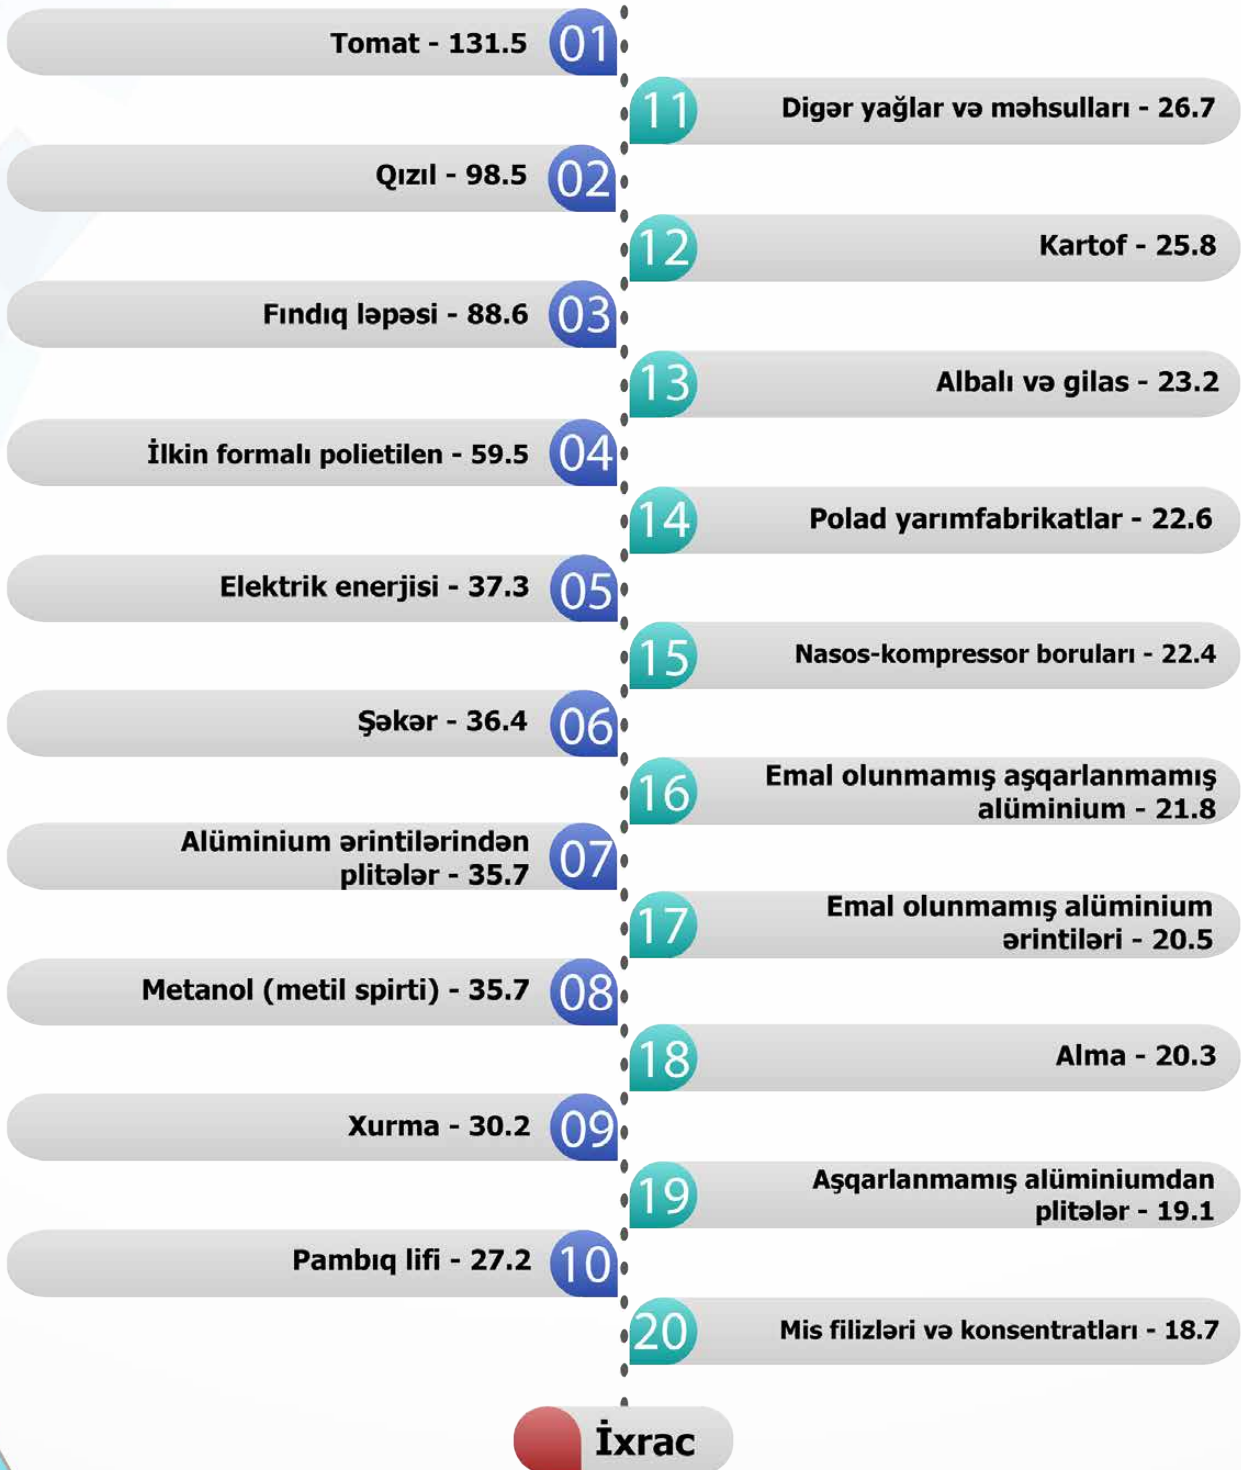 Tomat - 131.5
01
11
Digər yağlar və məhsulları - 26.7
Qızıl - 98.5
02
12
Kartof - 25.8
Fındıq ləpəsi - 88.6
03
13
Albalı və gilas - 23.2
İlkin formalı polietilen - 59.5
04
14
Polad yarımfabrikatlar - 22.6
Elektrik enerjisi - 37.3
05
15
Nasos-kompressor boruları - 22.4
Şəkər - 36.4
06
16
Emal olunmamış aşqarlanmamış
alüminium - 21.8
Alüminium ərintilərindən
plitələr - 35.7
07
17
Emal olunmamış alüminium
ərintiləri - 20.5
Metanol (metil spirti) - 35.7
08
18
Alma - 20.3
Xurma - 30.2
09
19
Aşqarlanmamış alüminiumdan
plitələr - 19.1
Pambıq lifi - 27.2
10
20
Mis filizləri və konsentratları - 18.7
İxrac